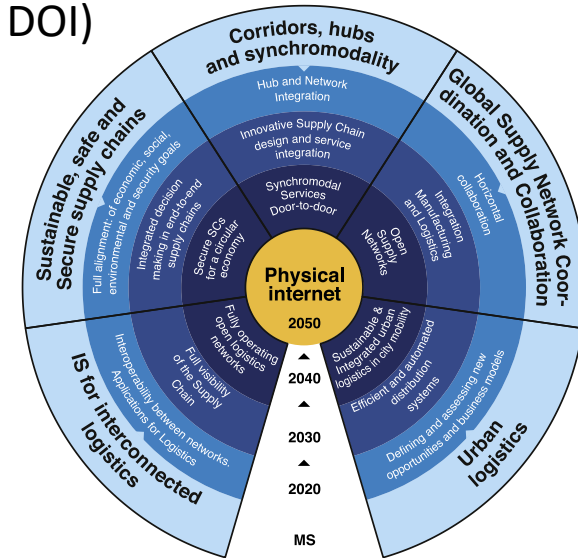 DOI)
Corridors, hubs
and synchromodality
Hub and Network
Integration
Innovative Supply Chain
design and service
integration
Synchromodal
Services
Door-to-door
Global Supply Network Coor-
dination and Collaboration
Horizontal
collaboration
Integration
Manufacturing
and Logistics
Open
Supply
Networks
Sustainable, safe and
Secure supply chains
Full alignment: of economic, social,
environmental and security goals
Integrated decision
making in end-to-end
supply chains
Secure SCs
for a circular
economy
Physical
internet
2050
IS for interconnected
logistics
Interoperability between networks.
Applications for Logistics
Full visibility
of the Supply
Chain
Fully operating
open logistics
networks
Urban
logistics
Defining and assessing new
opportunities and business models
Efficient and automated
distribution
systems
Sustainable &
Integrated urban
logistics in city mobility
2040
2030
2020
MS